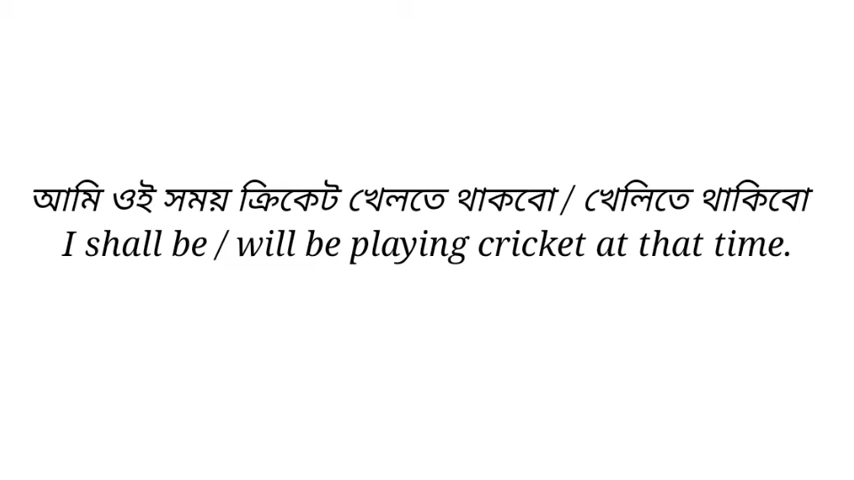 আমি ওই সময় ক্রিকেট খেলতে থাকবো / খেলিতে থাকিবো
I shall be / will be playing cricket at that time.